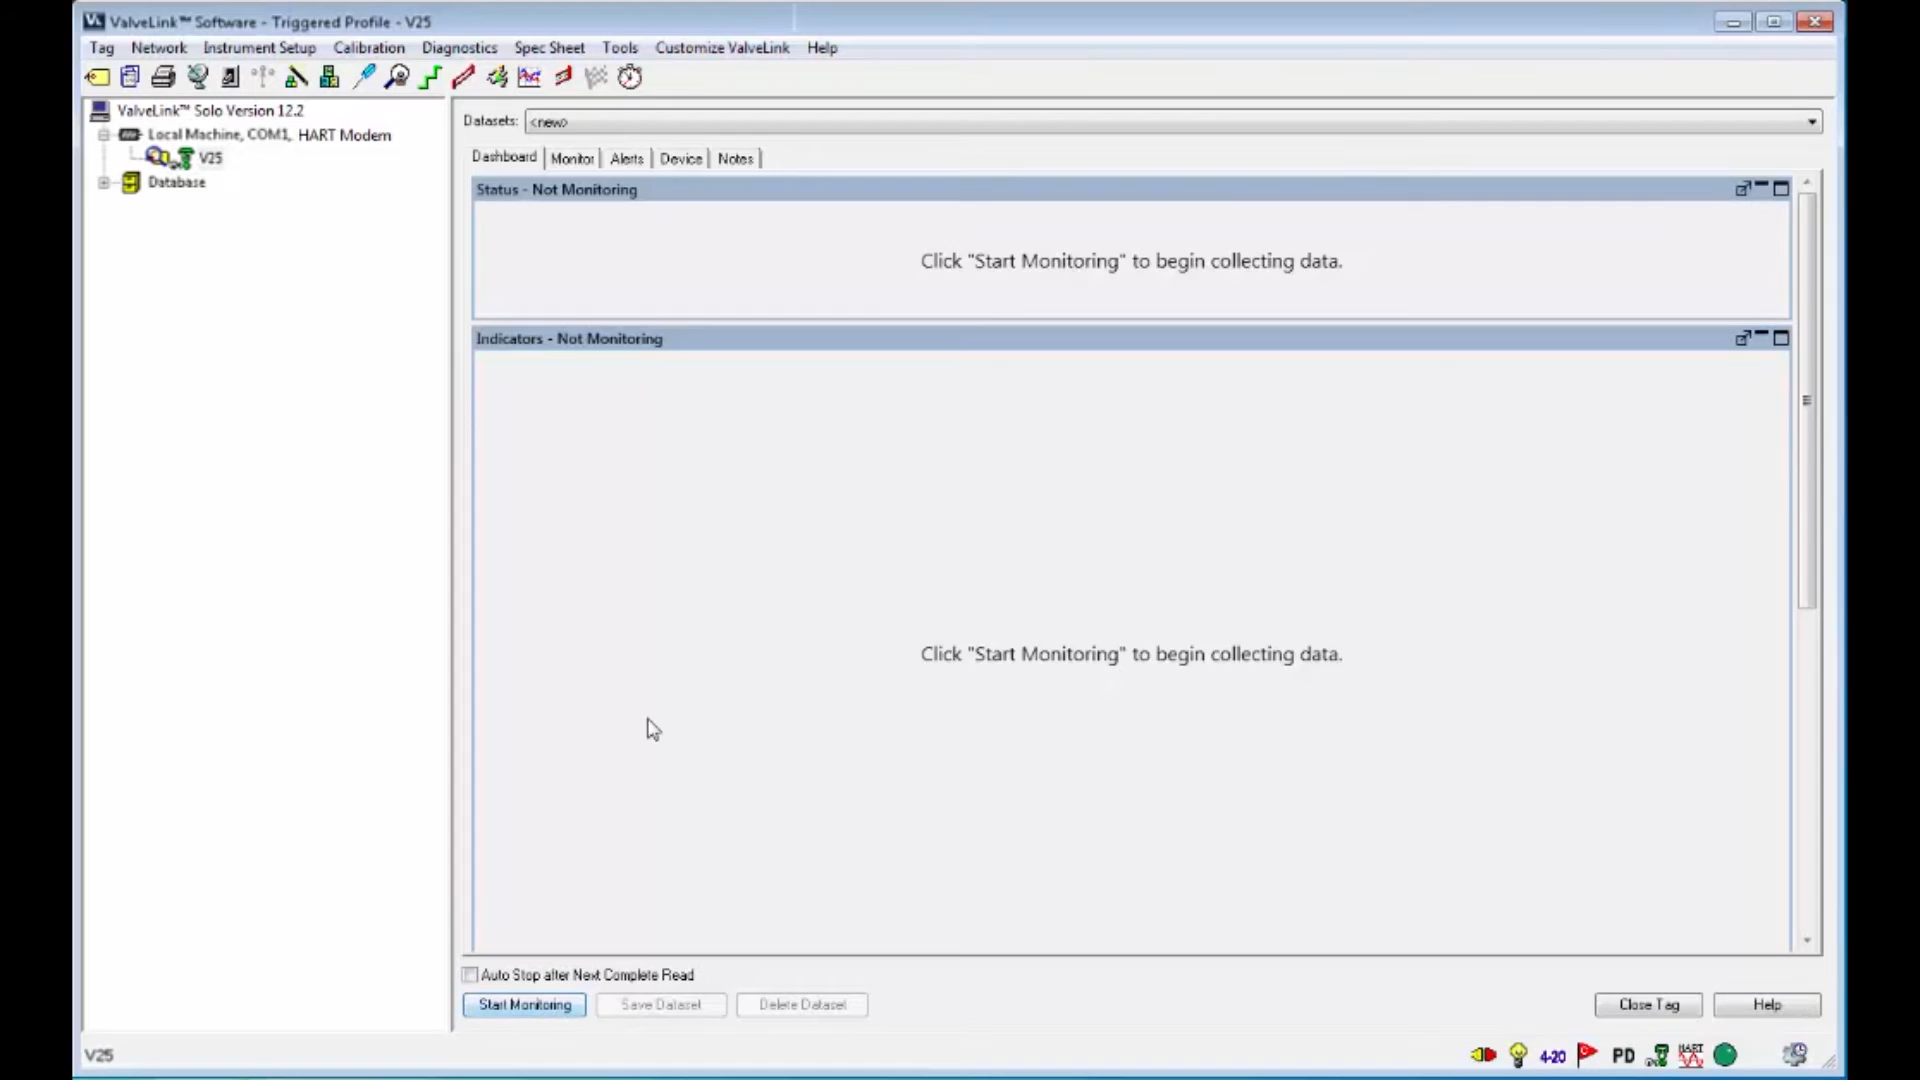 ValveLink™ Software - Triggered Profile - V25
Tag Network Instrument Setup Calibration Diagnostics Spec Sheet Tools Customize ValveLink Help
ValveLink™ Solo Version 12.2
Local Machine, COM1, HART Modem
V25
Database
Datasets: <new>
Dashboard Monitor Alerts Device Notes
Status - Not Monitoring
Click "Start Monitoring" to begin collecting data.
Indicators - Not Monitoring
Click "Start Monitoring" to begin collecting data.
Auto Stop after Next Complete Read
Start Monitoring Save Dataset Delete Dataset Close Tag Help
V25 4-20 PD HART